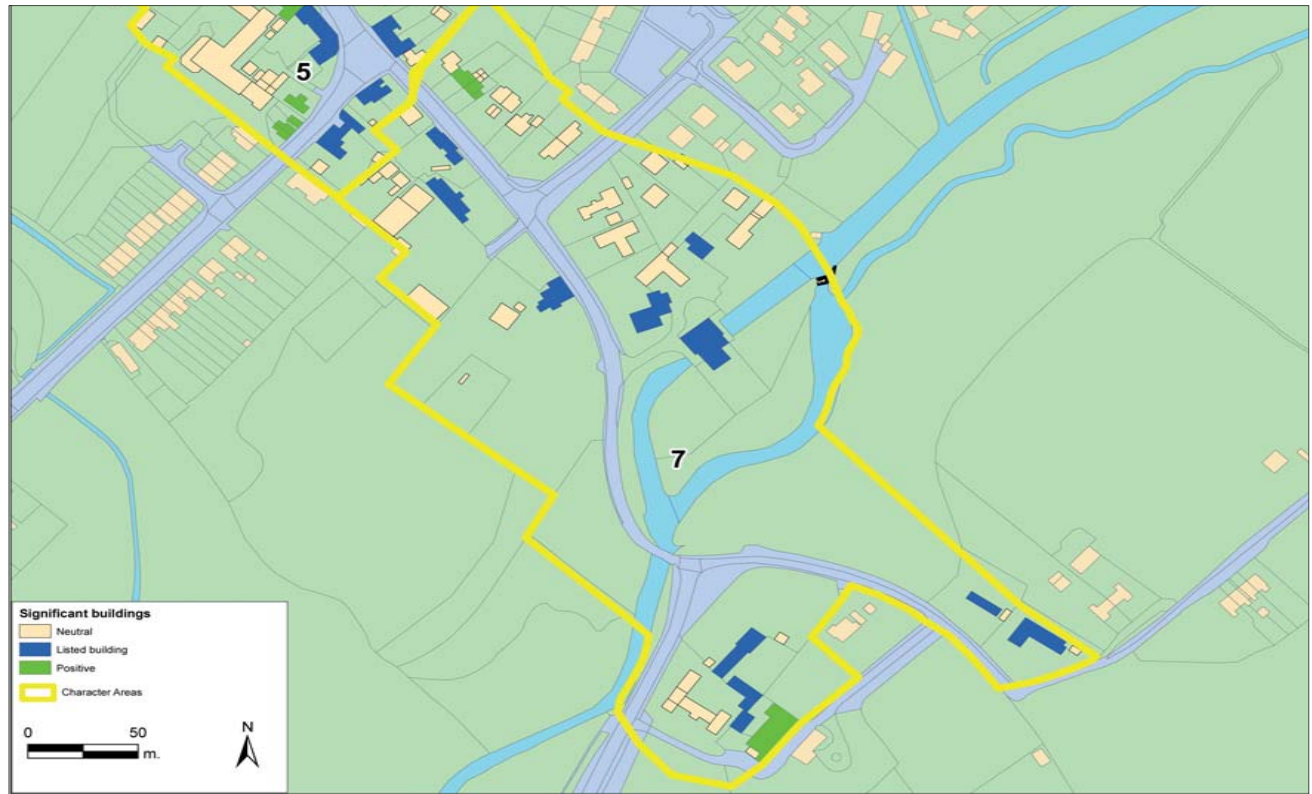 5
7
Significant buildings
Neutral
Listed building
Positive
Character Areas
0 50
m.
N